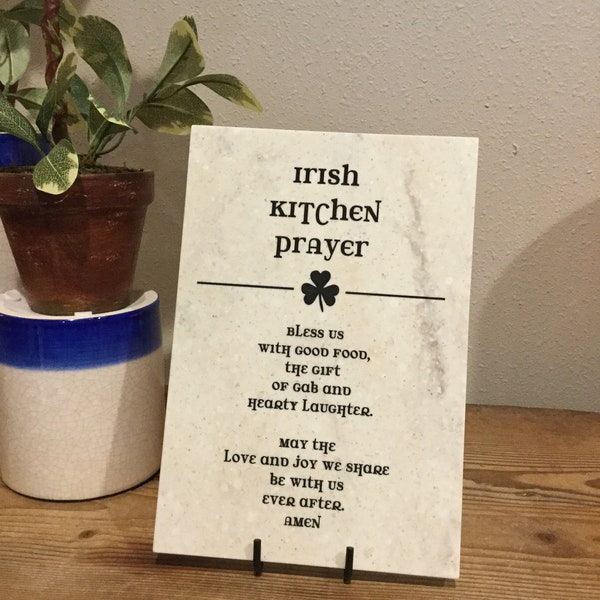 Irish
Kitchen
Prayer
Bless us
with good food,
the gift
of gab and
hearty laughter.
May the
Love and joy we share
be with us
ever after.
Amen